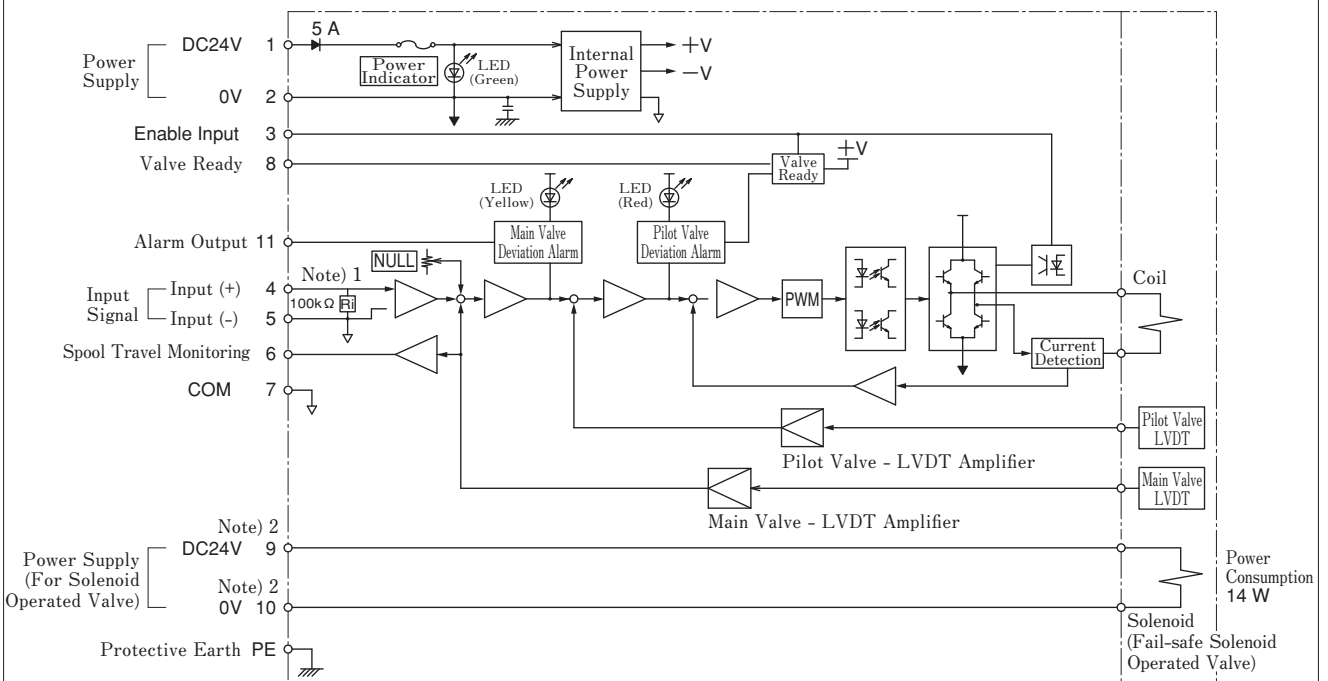 5 A
DC24V 1
Power
Supply
0V 2
Power
Indicator
LED
(Green)
Internal
Power
Supply
+V
−V
Enable Input 3
Valve Ready 8
Valve
Ready
+V
LED
(Yellow)
LED
(Red)
Alarm Output 11
Main Valve
Deviation Alarm
Pilot Valve
Deviation Alarm
NULL
Note) 1
Input
Signal
Input (+) 4
100kΩ Ri
Input (-) 5
PWM
Coil
Spool Travel Monitoring 6
Current
Detection
COM 7
Pilot Valve
LVDT
Pilot Valve - LVDT Amplifier
Main Valve
LVDT
Main Valve - LVDT Amplifier
Note) 2
DC24V 9
Power Supply
(For Solenoid
Operated Valve)
Note) 2
0V 10
Power
Consumption
14 W
Solenoid
(Fail-safe Solenoid
Operated Valve)
Protective Earth PE